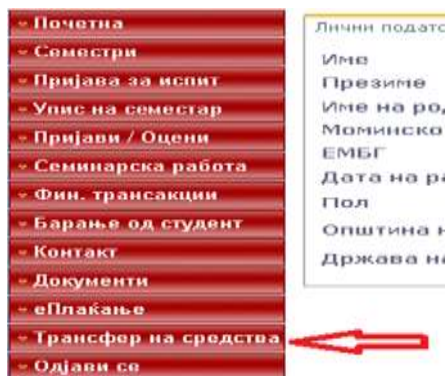 Почетна
Семестри
Пријава за испит
Упис на семестар
Пријави / Оцени
Семинарска работа
Фин. трансакции
Барање од студент
Контакт
Документи
еПлаќање
Трансфер на средства
Одјави се
Лични податo
Име
Презиме
Име на род
Моминско
ЕМБГ
Дата на ра
Пол
Општина н
Држава на